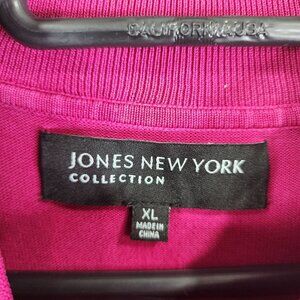 CALIFORNIA, USA
JONES NEW YORK
COLLECTION
XL
MADE IN
CHINA